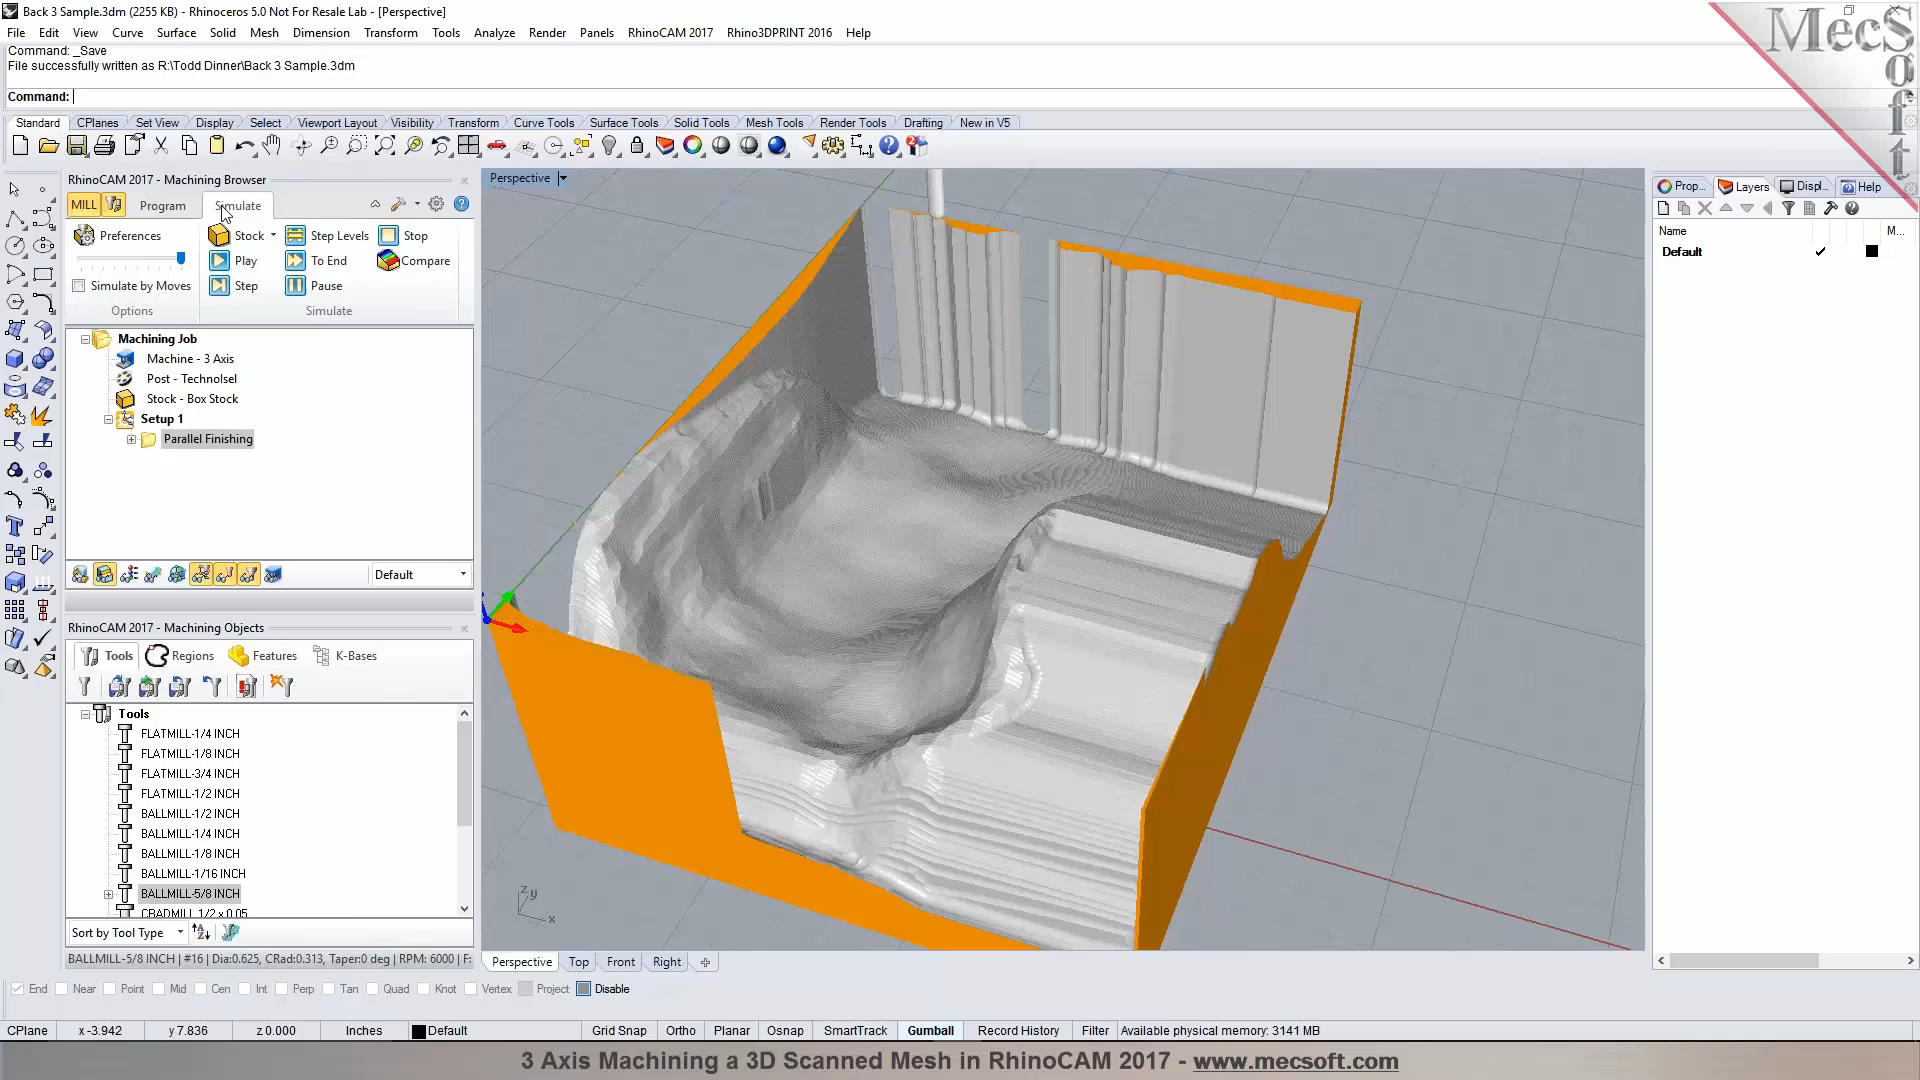 Back 3 Sample.3dm (2255 KB) - Rhinoceros 5.0 Not For Resale Lab - [Perspective]
File Edit View Curve Surface Solid Mesh Dimension Transform Tools Analyze Render Panels RhinoCAM 2017 Rhino3DPRINT 2016 Help
MecSoft
Command: _Save
File successfully written as R:\Todd Dinner\Back 3 Sample.3dm
Command:
Standard CPlanes Set View Display Select Viewport Layout Visibility Transform Curve Tools Surface Tools Solid Tools Mesh Tools Render Tools Drafting New in V5
RhinoCAM 2017 - Machining Browser
MILL Program Simulate
Preferences Stock Step Levels Stop
Play To End Compare
Simulate by Moves Step Pause
Options Simulate
Machining Job
Machine - 3 Axis
Post - Technolsel
Stock - Box Stock
Setup 1
Parallel Finishing
Default
RhinoCAM 2017 - Machining Objects
Tools Regions Features K-Bases
Tools
FLATMILL-1/4 INCH
FLATMILL-1/8 INCH
FLATMILL-3/4 INCH
FLATMILL-1/2 INCH
BALLMILL-1/2 INCH
BALLMILL-1/4 INCH
BALLMILL-1/8 INCH
BALLMILL-1/16 INCH
BALLMILL-5/8 INCH
Sort by Tool Type
BALLMILL-5/8 INCH | #16 | Dia:0.625, CRad:0.313, Taper:0 deg | RPM: 6000 | F:
Perspective
z y
x
Perspective Top Front Right
Prop... Layers Displ... Help
Name M...
Default
End Near Point Mid Cen Int Perp Tan Quad Knot Vertex Project Disable
CPlane x -3.942 y 7.836 z 0.000 Inches Default Grid Snap Ortho Planar Osnap SmartTrack Gumball Record History Filter Available physical memory: 3141 MB
3 Axis Machining a 3D Scanned Mesh in RhinoCAM 2017 - www.mecsoft.com